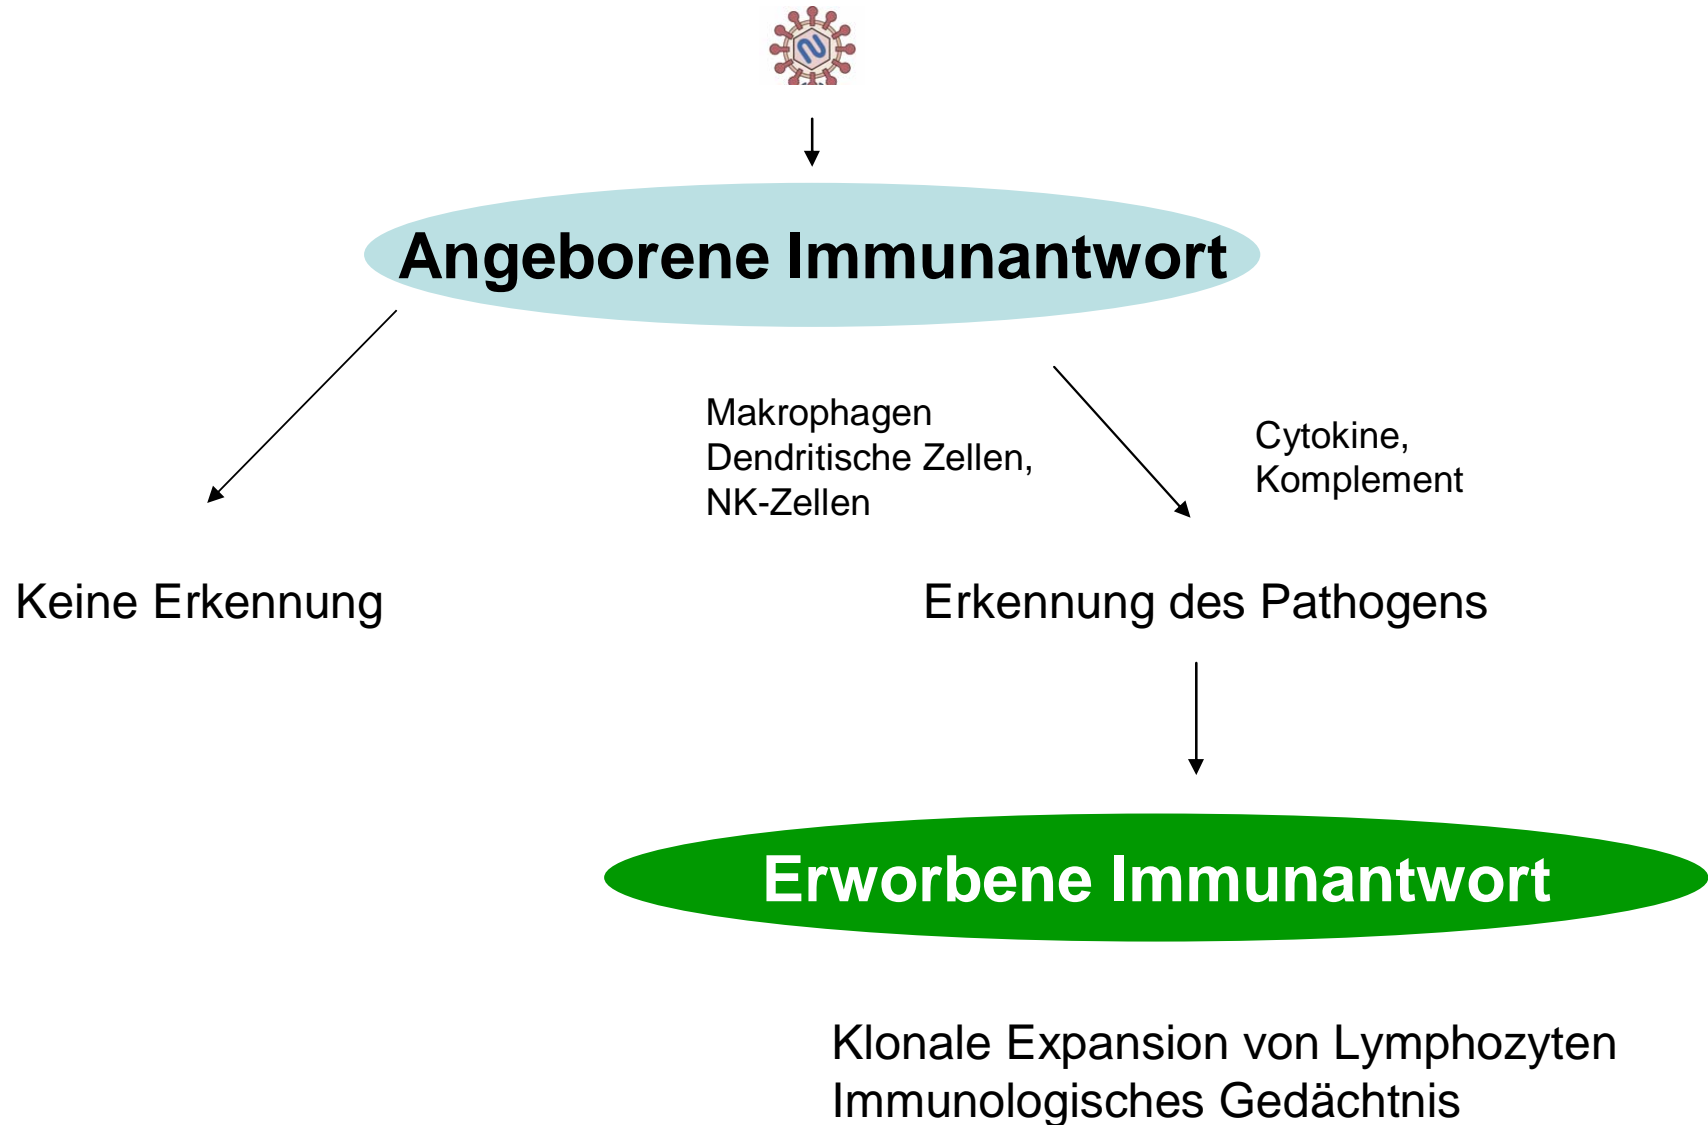 Angeborene Immunantwort
Makrophagen
Dendritische Zellen,
NK-Zellen
Cytokine,
Komplement
Keine Erkennung
Erkennung des Pathogens
Erworbene Immunantwort
Klonale Expansion von Lymphozyten
Immunologisches Gedächtnis